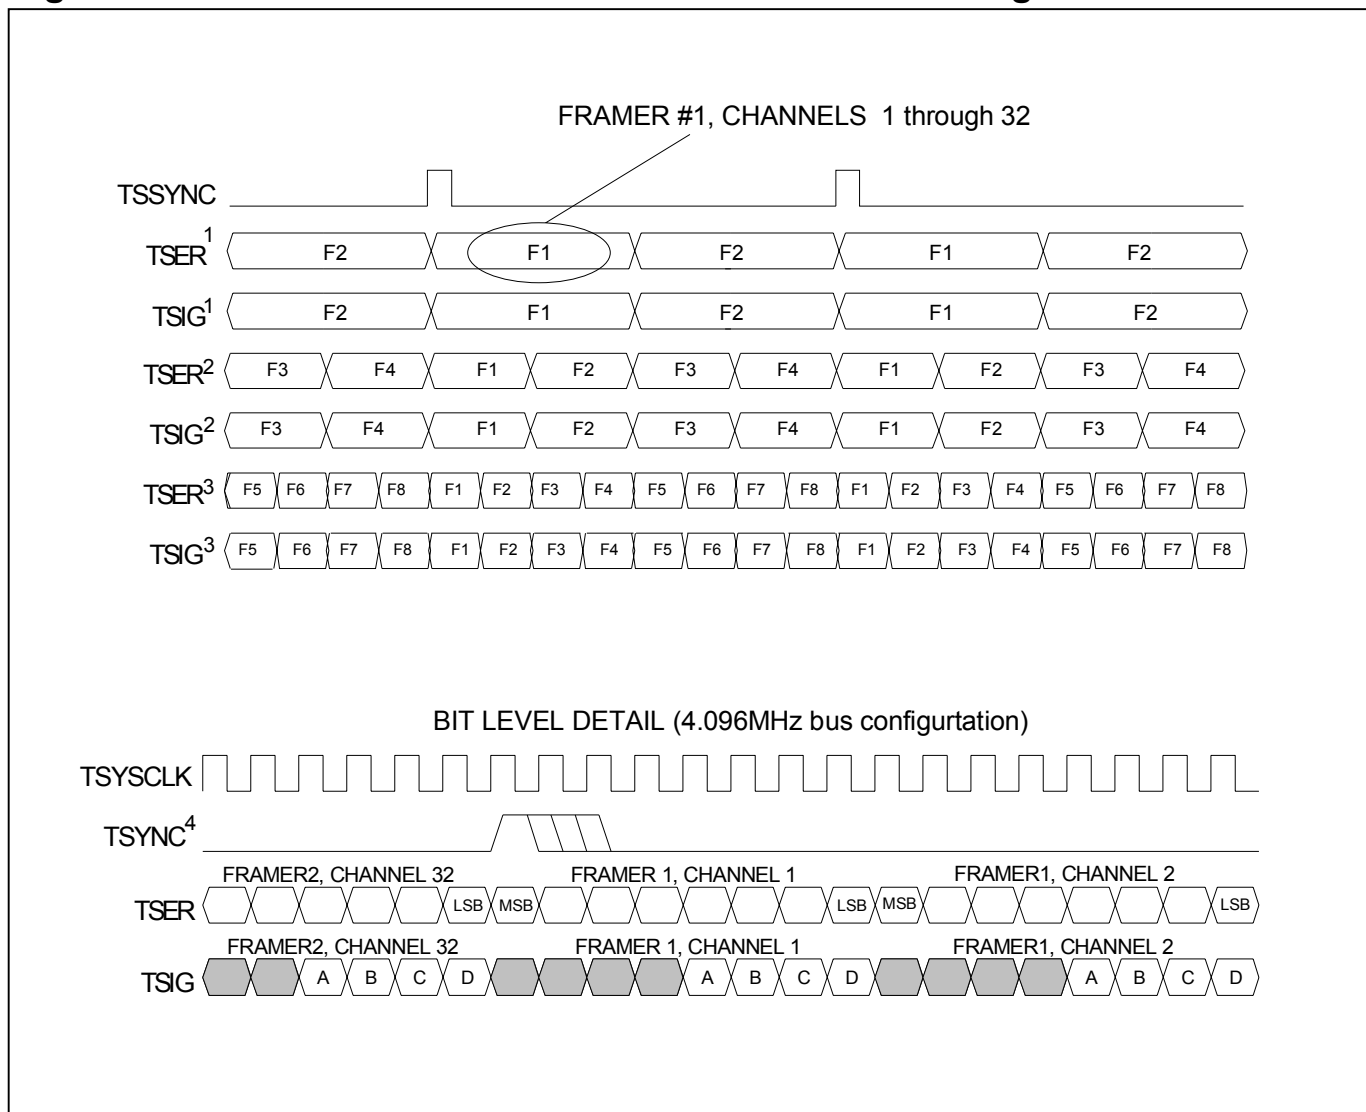 FRAMER #1, CHANNELS 1 through 32
TSSYNC
TSER1 F2 F1 F2 F1 F2
TSIG1 F2 F1 F2 F1 F2
TSER2 F3 F4 F1 F2 F3 F4 F1 F2 F3 F4
TSIG2 F3 F4 F1 F2 F3 F4 F1 F2 F3 F4
TSER3 F5 F6 F7 F8 F1 F2 F3 F4 F5 F6 F7 F8 F1 F2 F3 F4 F5 F6 F7 F8
TSIG3 F5 F6 F7 F8 F1 F2 F3 F4 F5 F6 F7 F8 F1 F2 F3 F4 F5 F6 F7 F8
BIT LEVEL DETAIL (4.096MHz bus configurtation)
TSYSCLK
TSYNC4
FRAMER2, CHANNEL 32 FRAMER 1, CHANNEL 1 FRAMER1, CHANNEL 2
TSER LSB MSB LSB MSB LSB
FRAMER2, CHANNEL 32 FRAMER 1, CHANNEL 1 FRAMER1, CHANNEL 2
TSIG A B C D A B C D A B C D